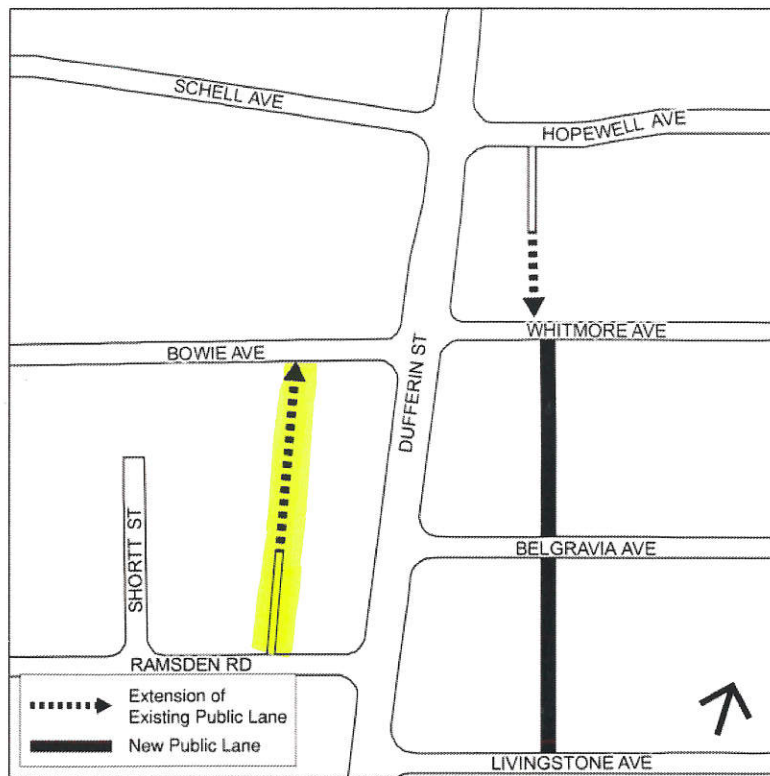 SCHELL AVE
HOPEWELL AVE
WHITMORE AVE
BOWIE AVE
DUFFERIN ST
SHORTT ST
BELGRAVIA AVE
RAMSDEN RD
Extension of
Existing Public Lane
New Public Lane
LIVINGSTONE AVE